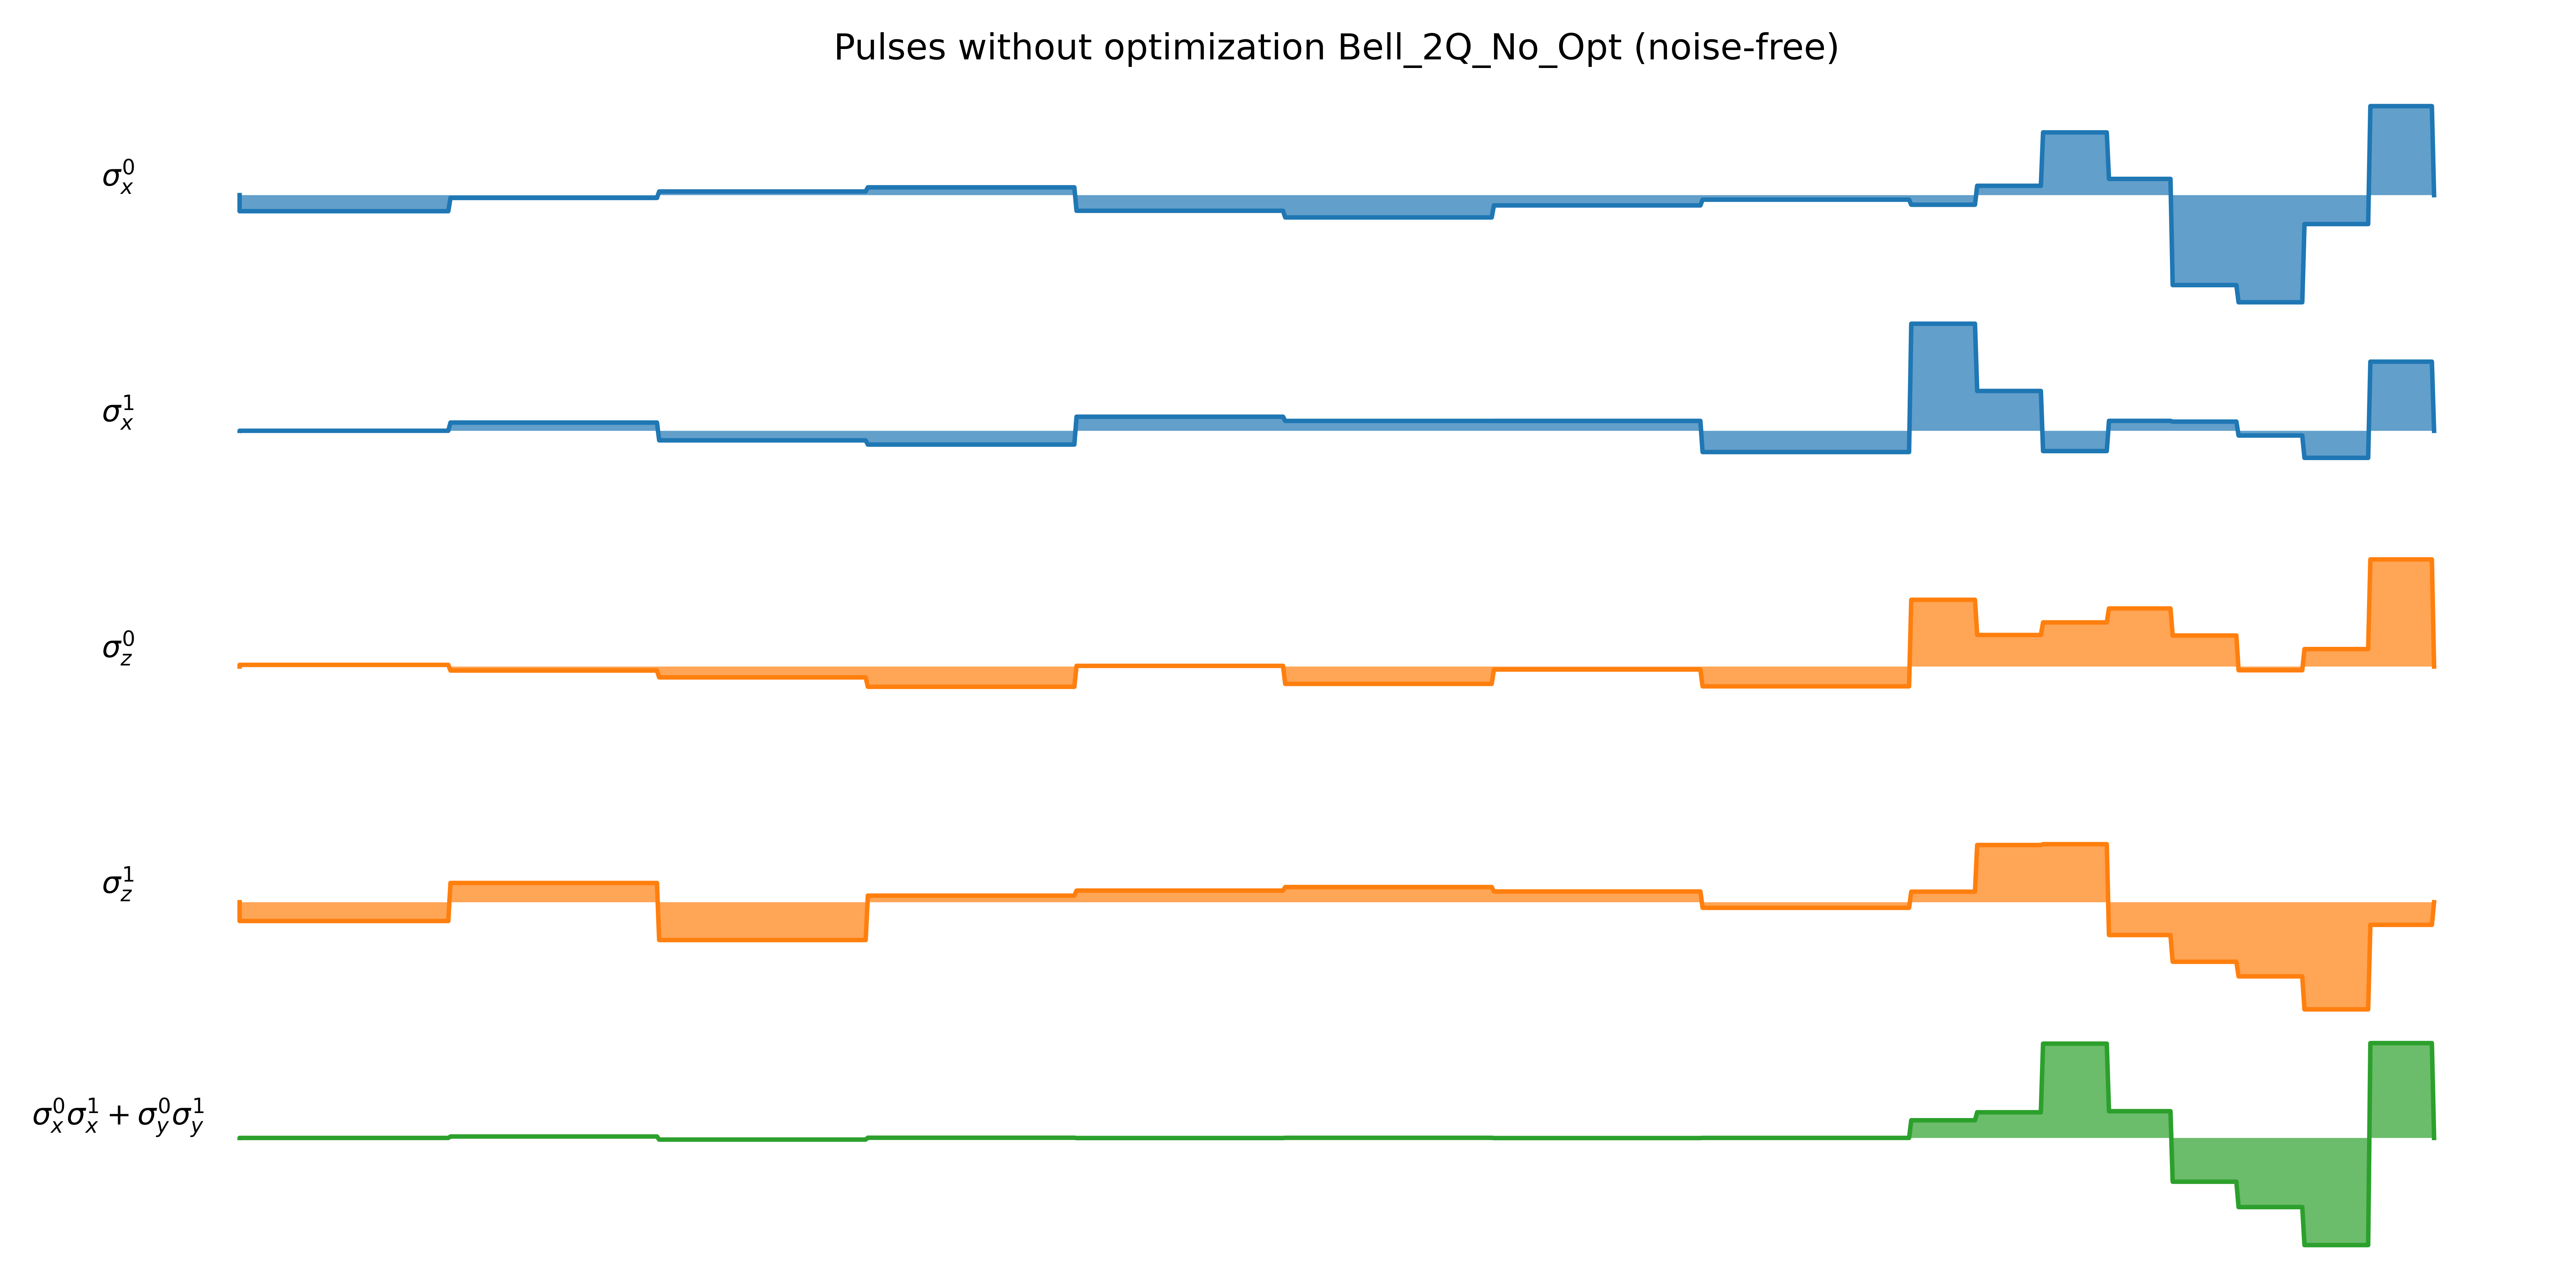 Pulses without optimization Bell_2Q_No_Opt (noise-free)
σ_x^0
σ_x^1
σ_z^0
σ_z^1
σ_x^0σ_x^1 + σ_y^0σ_y^1